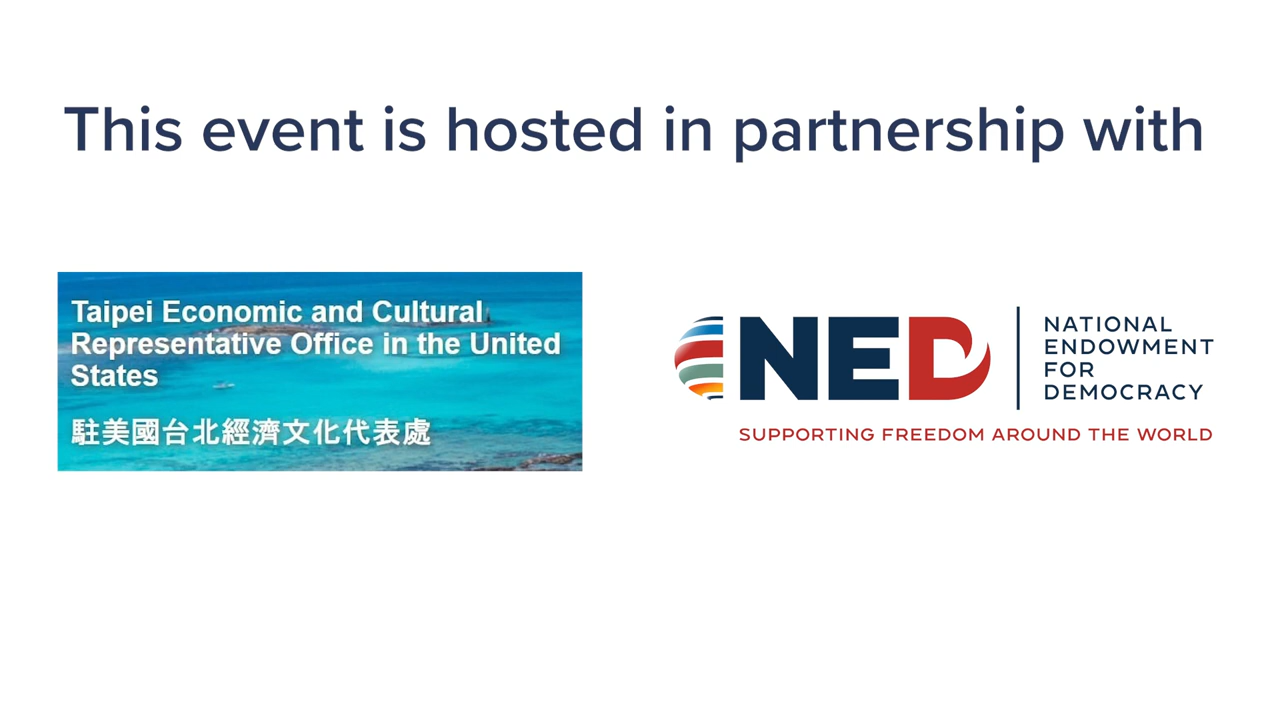 This event is hosted in partnership with
Taipei Economic and Cultural
Representative Office in the United
States
駐美國台北經濟文化代表處
NED
NATIONAL
ENDOWMENT
FOR
DEMOCRACY
SUPPORTING FREEDOM AROUND THE WORLD